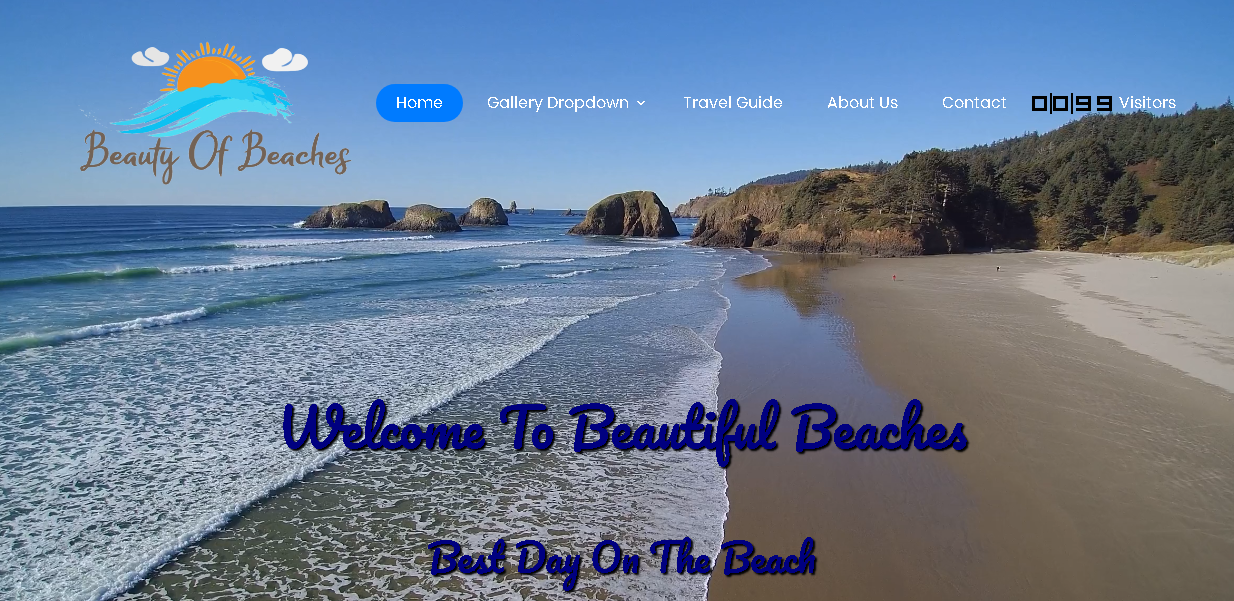 Home Gallery Dropdown Travel Guide About Us Contact 0099 Visitors
Beauty Of Beaches
Welcome To Beautiful Beaches
Best Day On The Beach